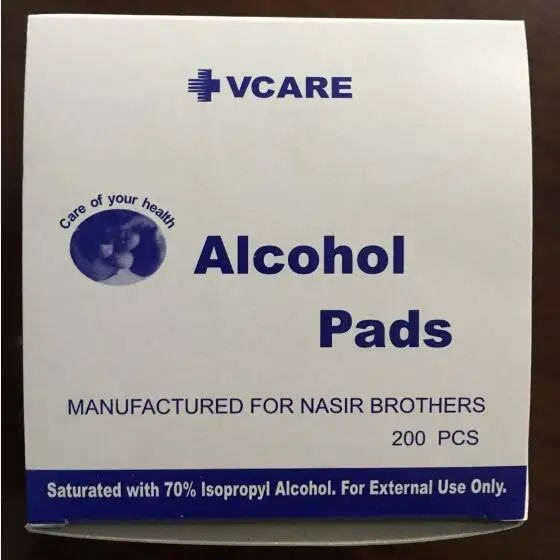 VCARE
Care of your health
Alcohol
Pads
MANUFACTURED FOR NASIR BROTHERS
200 PCS
Saturated with 70% Isopropyl Alcohol. For External Use Only.